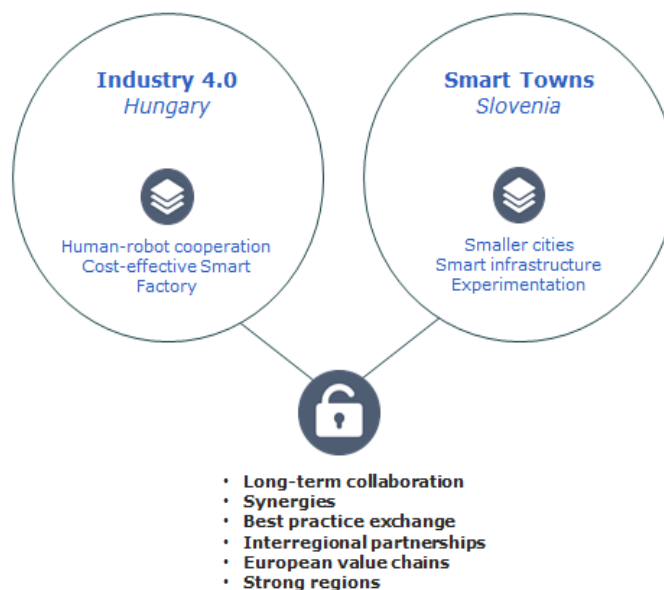 Industry 4.0
Hungary
Human-robot cooperation
Cost-effective Smart
Factory
Smart Towns
Slovenia
Smaller cities
Smart infrastructure
Experimentation
• Long-term collaboration
• Synergies
• Best practice exchange
• Interregional partnerships
• European value chains
• Strong regions